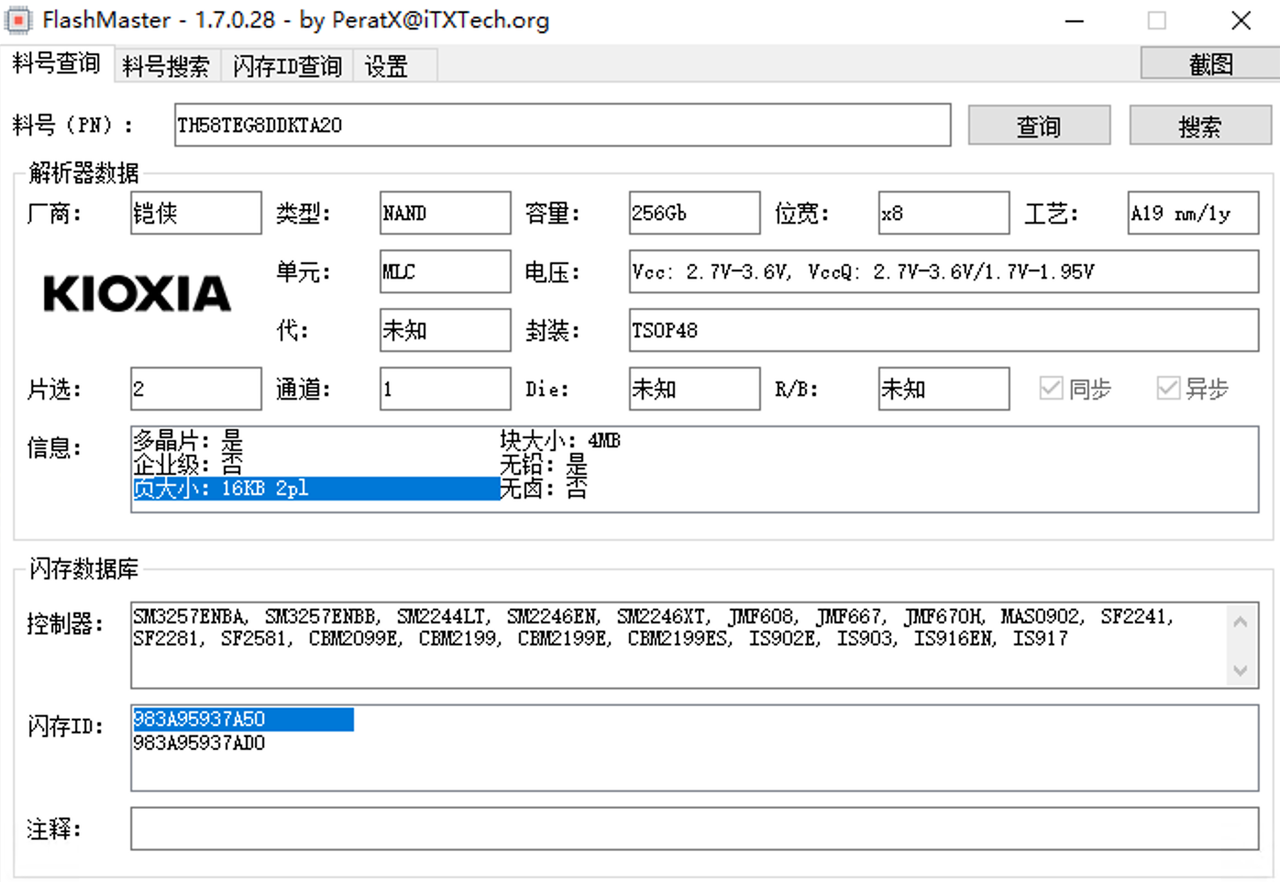 FlashMaster - 1.7.0.28 - by PeratX@iTXTech.org
料号查询 料号搜索 闪存ID查询 设置 截图
料号（PN）: TH58TEG8DDKTA20 查询 搜索
解析器数据
厂商: 铠侠 类型: NAND 容量: 256Gb 位宽: x8 工艺: A19 nm/1y
KIOXIA
单元: MLC 电压: Vcc: 2.7V-3.6V, VccQ: 2.7V-3.6V/1.7V-1.95V
代: 未知 封装: TSOP48
片选: 2 通道: 1 Die: 未知 R/B: 未知 同步 异步
信息:
多晶片: 是 块大小: 4MB
企业级: 否 无铅: 是
页大小: 16KB 2pl 无卤: 否
闪存数据库
控制器:
SM3257ENBA, SM3257ENBB, SM2244LT, SM2246EN, SM2246XT, JMF608, JMF667, JMF670H, MAS0902, SF2241,
SF2281, SF2581, CBM2099E, CBM2199, CBM2199E, CBM2199ES, IS902E, IS903, IS916EN, IS917
闪存ID:
983A95937A50
983A95937AD0
注释: